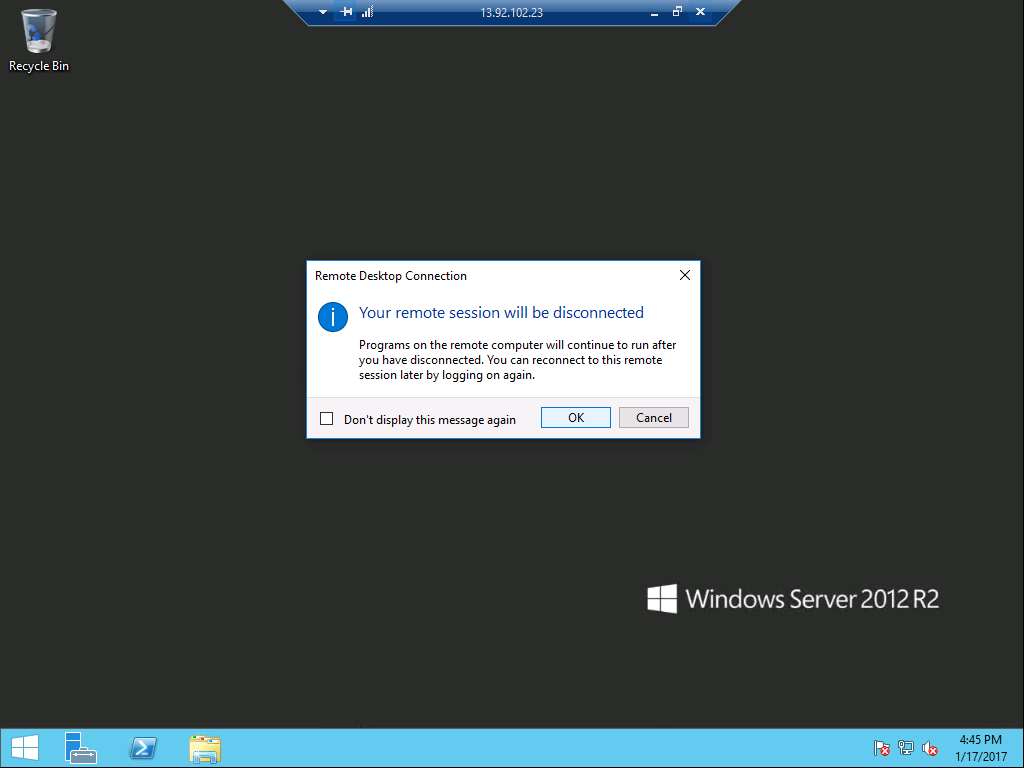 13.92.102.23
Recycle Bin
Remote Desktop Connection
Your remote session will be disconnected
Programs on the remote computer will continue to run after
you have disconnected. You can reconnect to this remote
session later by logging on again.
Don't display this message again
OK
Cancel
Windows Server 2012 R2
4:45 PM
1/17/2017